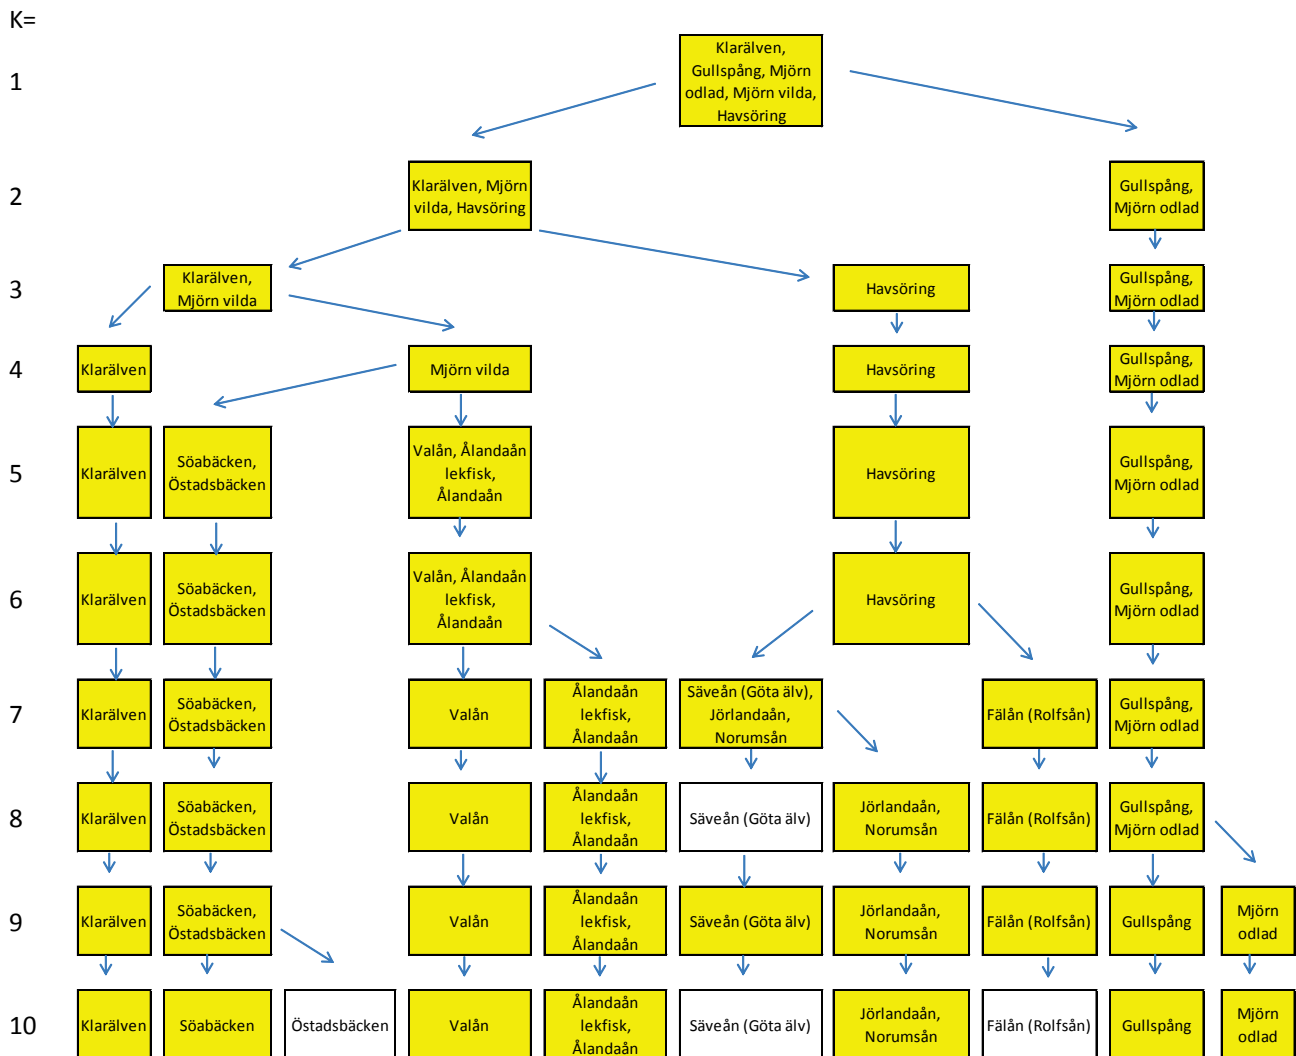 K=
1
Klarälven,
Gullspång, Mjörn
odlad, Mjörn vilda,
Havsöring
2
Klarälven, Mjörn
vilda, Havsöring
Gullspång,
Mjörn odlad
3
Klarälven,
Mjörn vilda
Havsöring
Gullspång,
Mjörn odlad
4
Klarälven
Mjörn vilda
Havsöring
Gullspång,
Mjörn odlad
5
Klarälven
Söabäcken,
Östadsbäcken
Valån, Ålandaån
lekfisk,
Ålandaån
Havsöring
Gullspång,
Mjörn odlad
6
Klarälven
Söabäcken,
Östadsbäcken
Valån, Ålandaån
lekfisk,
Ålandaån
Havsöring
Gullspång,
Mjörn odlad
7
Klarälven
Söabäcken,
Östadsbäcken
Valån
Ålandaån
lekfisk,
Ålandaån
Säveån (Göta älv),
Jörlandaån,
Norumsån
Fälån (Rolfsån)
Gullspång,
Mjörn odlad
8
Klarälven
Söabäcken,
Östadsbäcken
Valån
Ålandaån
lekfisk,
Ålandaån
Säveån (Göta älv)
Jörlandaån,
Norumsån
Fälån (Rolfsån)
Gullspång,
Mjörn odlad
9
Klarälven
Söabäcken,
Östadsbäcken
Valån
Ålandaån
lekfisk,
Ålandaån
Säveån (Göta älv)
Jörlandaån,
Norumsån
Fälån (Rolfsån)
Gullspång
Mjörn
odlad
10
Klarälven
Söabäcken
Östadsbäcken
Valån
Ålandaån
lekfisk,
Ålandaån
Säveån (Göta älv)
Jörlandaån,
Norumsån
Fälån (Rolfsån)
Gullspång
Mjörn
odlad